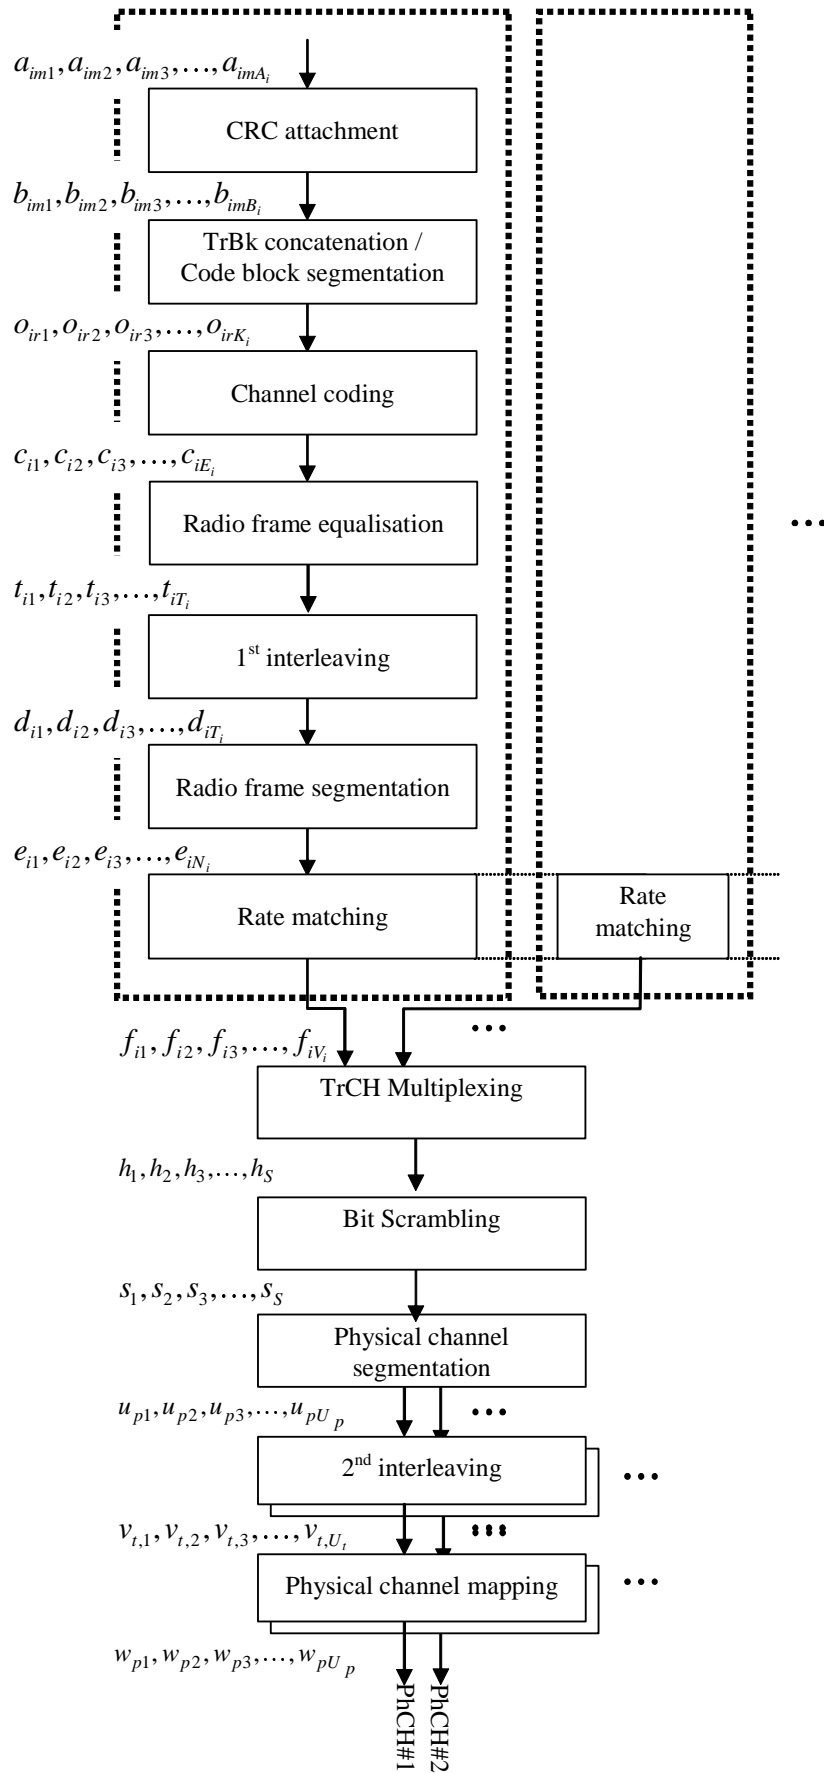 a_{im1}, a_{im2}, a_{im3}, …, a_{imA_i}
CRC attachment
b_{im1}, b_{im2}, b_{im3}, …, b_{imB_i}
TrBk concatenation /
Code block segmentation
o_{ir1}, o_{ir2}, o_{ir3}, …, o_{irK_i}
Channel coding
c_{i1}, c_{i2}, c_{i3}, …, c_{iE_i}
Radio frame equalisation
t_{i1}, t_{i2}, t_{i3}, …, t_{iT_i}
1st interleaving
d_{i1}, d_{i2}, d_{i3}, …, d_{iT_i}
Radio frame segmentation
e_{i1}, e_{i2}, e_{i3}, …, e_{iN_i}
Rate matching
Rate
matching
f_{i1}, f_{i2}, f_{i3}, …, f_{iV_i}
TrCH Multiplexing
h_1, h_2, h_3, …, h_S
Bit Scrambling
s_1, s_2, s_3, …, s_S
Physical channel
segmentation
u_{p1}, u_{p2}, u_{p3}, …, u_{pU_p}
2nd interleaving
v_{t,1}, v_{t,2}, v_{t,3}, …, v_{t,U_t}
Physical channel mapping
w_{p1}, w_{p2}, w_{p3}, …, w_{pU_p}
PhCH#1
PhCH#2